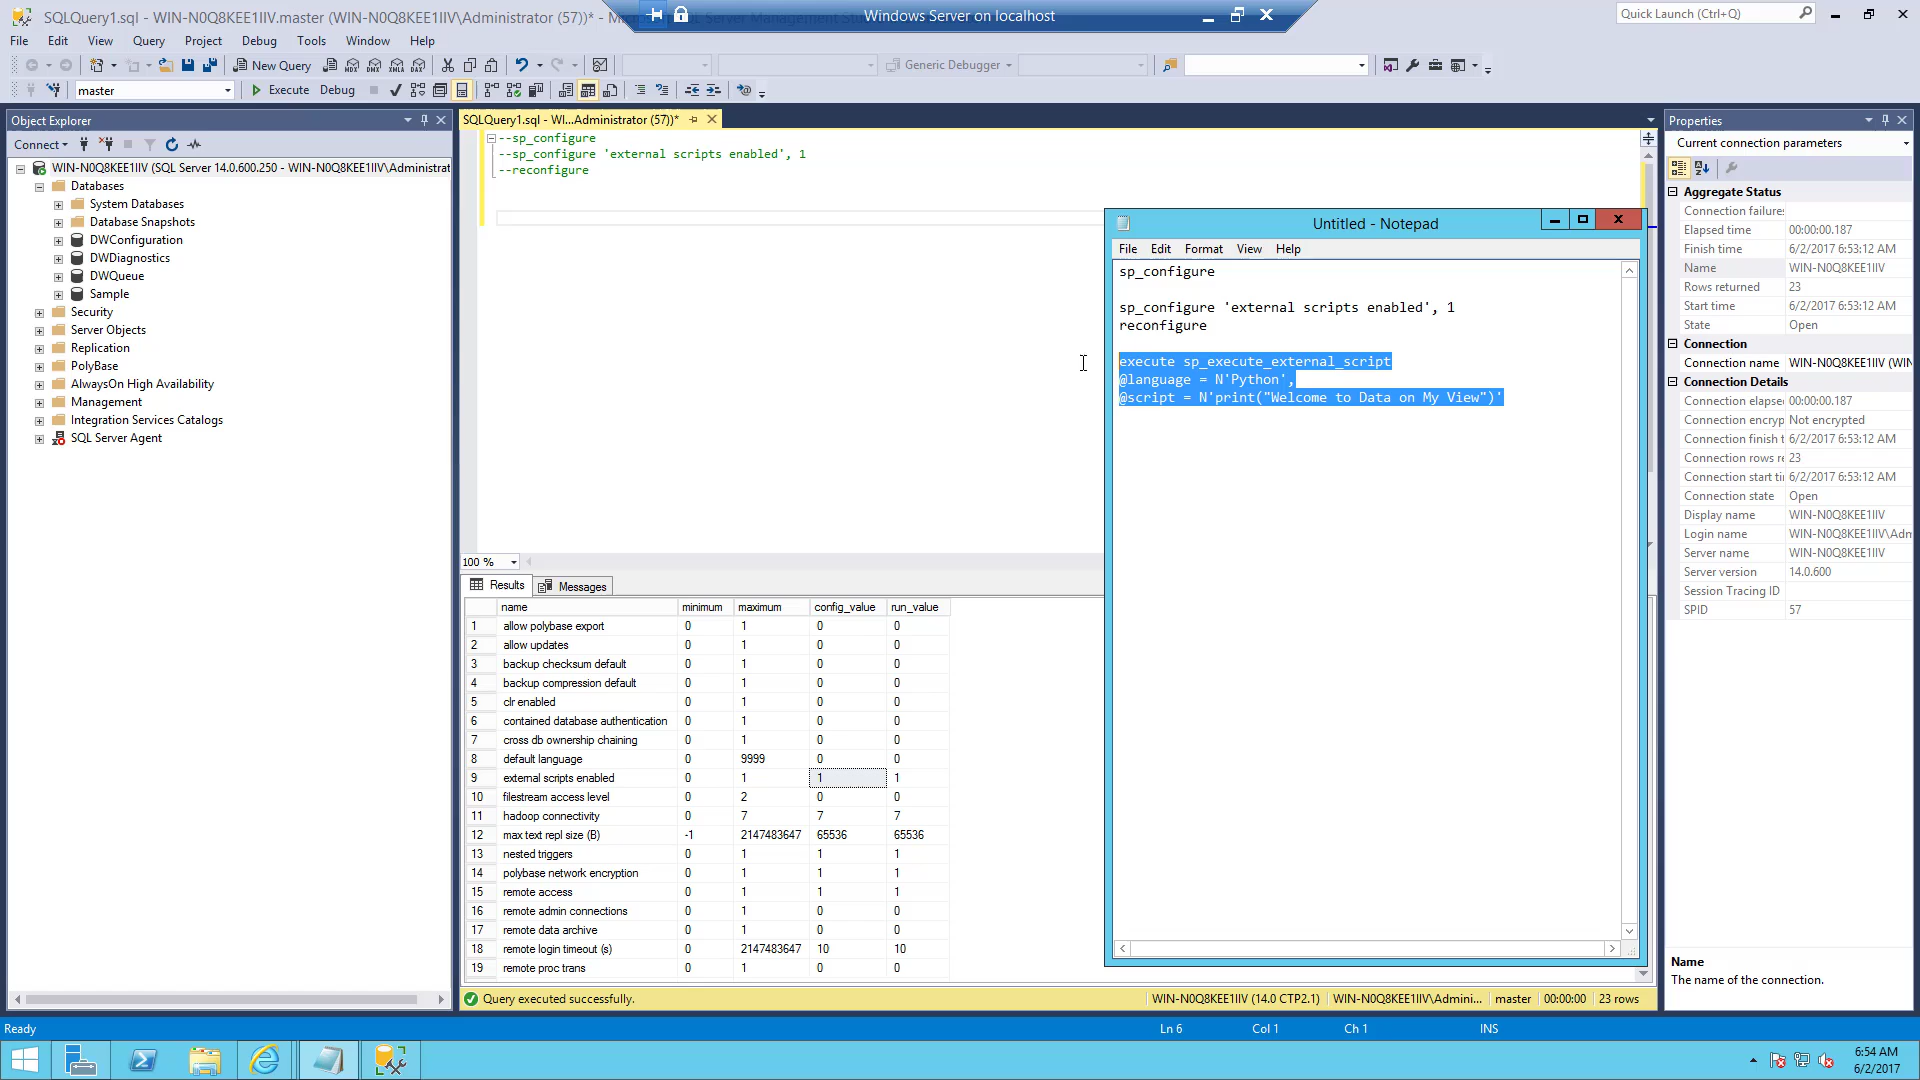 SQLQuery1.sql - WIN-N0Q8KEE1IIV.master (WIN-N0Q8KEE1IIV\Administrator (57))* -
Windows Server on localhost
Quick Launch (Ctrl+Q)
File Edit View Query Project Debug Tools Window Help
New Query
Generic Debugger
master
Execute Debug
Object Explorer
Connect
WIN-N0Q8KEE1IIV (SQL Server 14.0.600.250 - WIN-N0Q8KEE1IIV\Administrat
Databases
System Databases
Database Snapshots
DWConfiguration
DWDiagnostics
DWQueue
Sample
Security
Server Objects
Replication
PolyBase
AlwaysOn High Availability
Management
Integration Services Catalogs
SQL Server Agent
SQLQuery1.sql - WI...Administrator (57))*
--sp_configure
--sp_configure 'external scripts enabled', 1
--reconfigure
100 %
Results Messages
name minimum maximum config_value run_value
1 allow polybase export 0 1 0 0
2 allow updates 0 1 0 0
3 backup checksum default 0 1 0 0
4 backup compression default 0 1 0 0
5 clr enabled 0 1 0 0
6 contained database authentication 0 1 0 0
7 cross db ownership chaining 0 1 0 0
8 default language 0 9999 0 0
9 external scripts enabled 0 1 1 1
10 filestream access level 0 2 0 0
11 hadoop connectivity 0 7 7 7
12 max text repl size (B) -1 2147483647 65536 65536
13 nested triggers 0 1 1 1
14 polybase network encryption 0 1 1 1
15 remote access 0 1 1 1
16 remote admin connections 0 1 0 0
17 remote data archive 0 1 0 0
18 remote login timeout (s) 0 2147483647 10 10
19 remote proc trans 0 1 0 0
Query executed successfully.
WIN-N0Q8KEE1IIV (14.0 CTP2.1) WIN-N0Q8KEE1IIV\Admini... master 00:00:00 23 rows
Untitled - Notepad
File Edit Format View Help
sp_configure
sp_configure 'external scripts enabled', 1
reconfigure
execute sp_execute_external_script
@language = N'Python',
@script = N'print("Welcome to Data on My View")'
Properties
Current connection parameters
Aggregate Status
Connection failures
Elapsed time 00:00:00.187
Finish time 6/2/2017 6:53:12 AM
Name WIN-N0Q8KEE1IIV
Rows returned 23
Start time 6/2/2017 6:53:12 AM
State Open
Connection
Connection name WIN-N0Q8KEE1IIV (WIN
Connection Details
Connection elapsed 00:00:00.187
Connection encryp Not encrypted
Connection finish t 6/2/2017 6:53:12 AM
Connection rows re 23
Connection start ti 6/2/2017 6:53:12 AM
Connection state Open
Display name WIN-N0Q8KEE1IIV
Login name WIN-N0Q8KEE1IIV\Adm
Server name WIN-N0Q8KEE1IIV
Server version 14.0.600
Session Tracing ID
SPID 57
Name
The name of the connection.
Ready
Ln 6 Col 1 Ch 1 INS
6:54 AM
6/2/2017